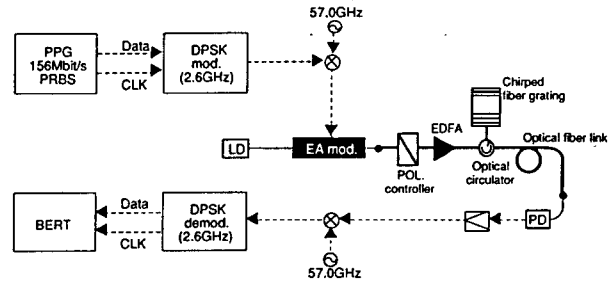 57.0GHz
PPG
156Mbit/s
PRBS
Data
CLK
DPSK
mod.
(2.6GHz)
Chirped
fiber grating
LD
EA mod.
EDFA
Optical fiber link
POL.
controller
Optical
circulator
BERT
Data
CLK
DPSK
demod.
(2.6GHz)
PD
57.0GHz